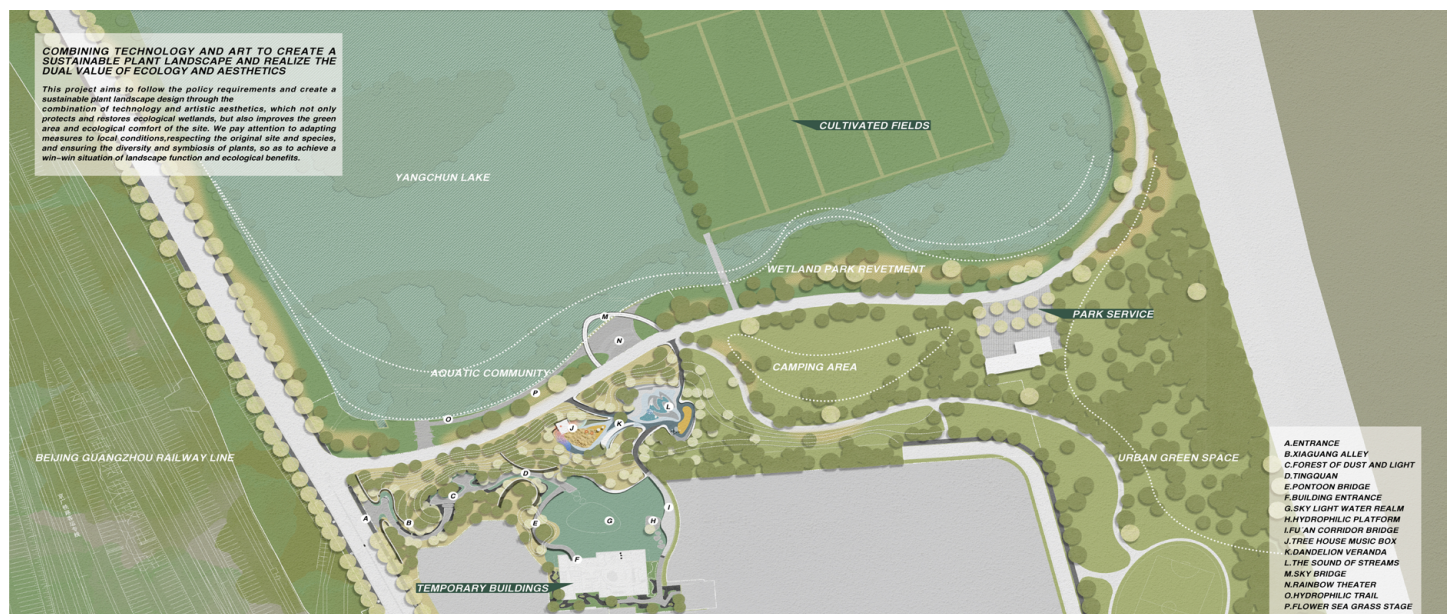 COMBINING TECHNOLOGY AND ART TO CREATE A
SUSTAINABLE PLANT LANDSCAPE AND REALIZE THE
DUAL VALUE OF ECOLOGY AND AESTHETICS
This project aims to follow the policy requirements and create a
sustainable plant landscape design through the
combination of technology and artistic aesthetics, which not only
protects and restores ecological wetlands, but also improves the green
area and ecological comfort of the site. We pay attention to adapting
measures to local conditions,respecting the original site and species,
and ensuring the diversity and symbiosis of plants, so as to achieve a
win-win situation of landscape function and ecological benefits.
CULTIVATED FIELDS
YANGCHUN LAKE
WETLAND PARK REVETMENT
PARK SERVICE
M
N
CAMPING AREA
AQUATIC COMMUNITY
P
L
O
K
J
BEIJING GUANGZHOU RAILWAY LINE
URBAN GREEN SPACE
D
C
I
A
B
E
G
H
F
TEMPORARY BUILDINGS
A.ENTRANCE
B.XIAGUANG ALLEY
C.FOREST OF DUST AND LIGHT
D.TINGQUAN
E.PONTOON BRIDGE
F.BUILDING ENTRANCE
G.SKY LIGHT WATER REALM
H.HYDROPHILIC PLATFORM
I.FU'AN CORRIDOR BRIDGE
J.TREE HOUSE MUSIC BOX
K.DANDELION VERANDA
L.THE SOUND OF STREAMS
M.SKY BRIDGE
N.RAINBOW THEATER
O.HYDROPHILIC TRAIL
P.FLOWER SEA GRASS STAGE